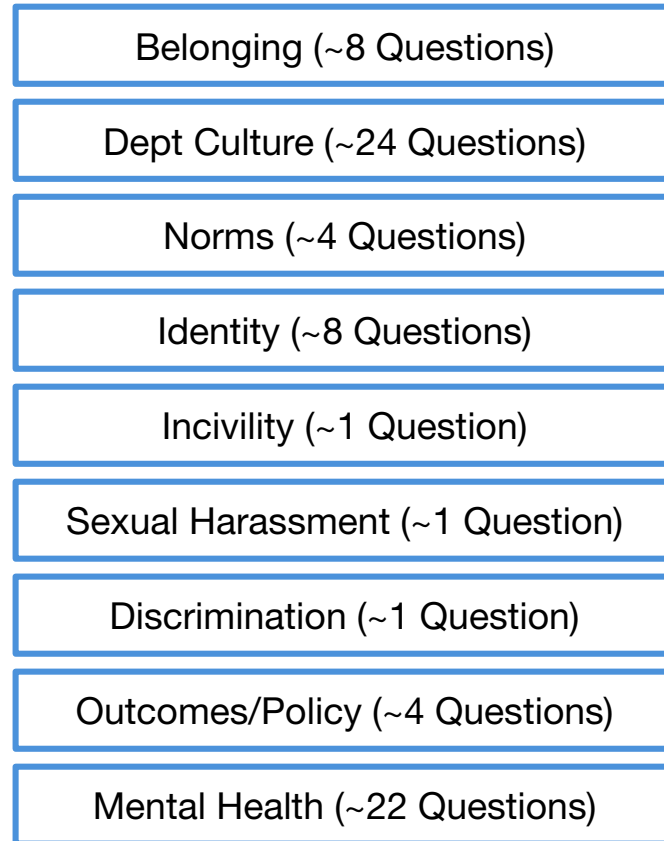 Belonging (~8 Questions)
Dept Culture (~24 Questions)
Norms (~4 Questions)
Identity (~8 Questions)
Incivility (~1 Question)
Sexual Harassment (~1 Question)
Discrimination (~1 Question)
Outcomes/Policy (~4 Questions)
Mental Health (~22 Questions)